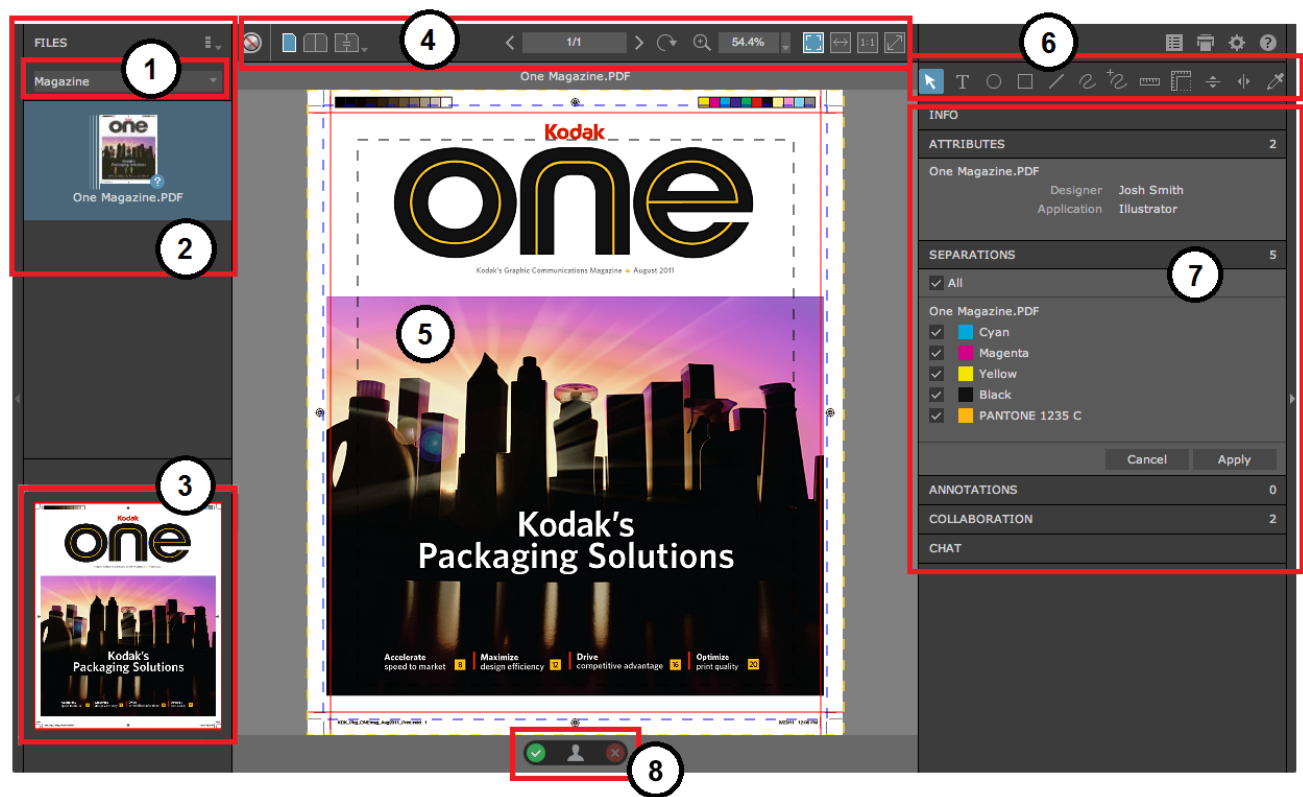 FILES
1
Magazine
One Magazine.PDF
2
3
Kodak
one
Kodak's
Packaging Solutions
4
1/1
54.4%
1:1
One Magazine.PDF
Kodak
one
Kodak's Graphic Communications Magazine August 2011
5
Kodak's
Packaging Solutions
Accelerate
speed to market 8
Maximize
design efficiency 12
Drive
competitive advantage 16
Optimize
print quality 20
8
6
T
INFO
ATTRIBUTES 2
One Magazine.PDF
Designer Josh Smith
Application Illustrator
SEPARATIONS 5
7
All
One Magazine.PDF
Cyan
Magenta
Yellow
Black
PANTONE 1235 C
Cancel Apply
ANNOTATIONS 0
COLLABORATION 2
CHAT